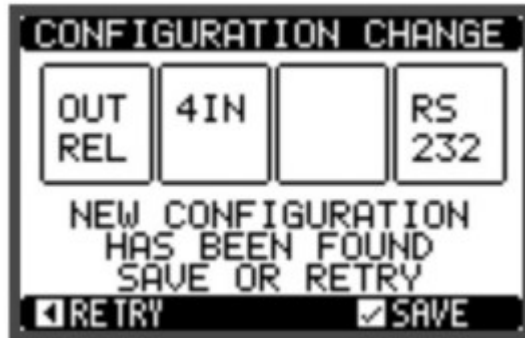 CONFIGURATION CHANGE
OUT REL
4IN
RS 232
NEW CONFIGURATION
HAS BEEN FOUND
SAVE OR RETRY
RETRY SAVE